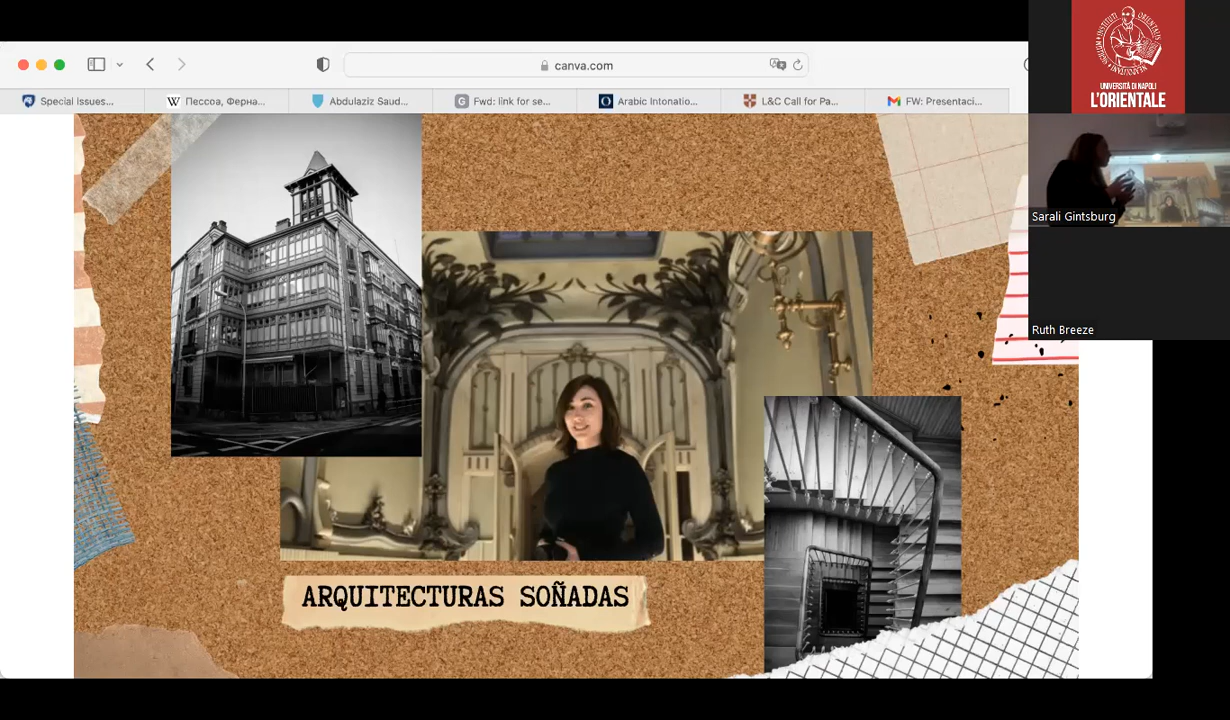 canva.com
Special Issues...
Пессоа, Ферна...
Abdulaziz Saud...
Fwd: link for se...
Arabic Intonatio...
L&C Call for Pa...
FW: Presentaci...
UNIVERSITÀ DI NAPOLI
L'ORIENTALE
Sarali Gintsburg
Ruth Breeze
ARQUITECTURAS SOÑADAS